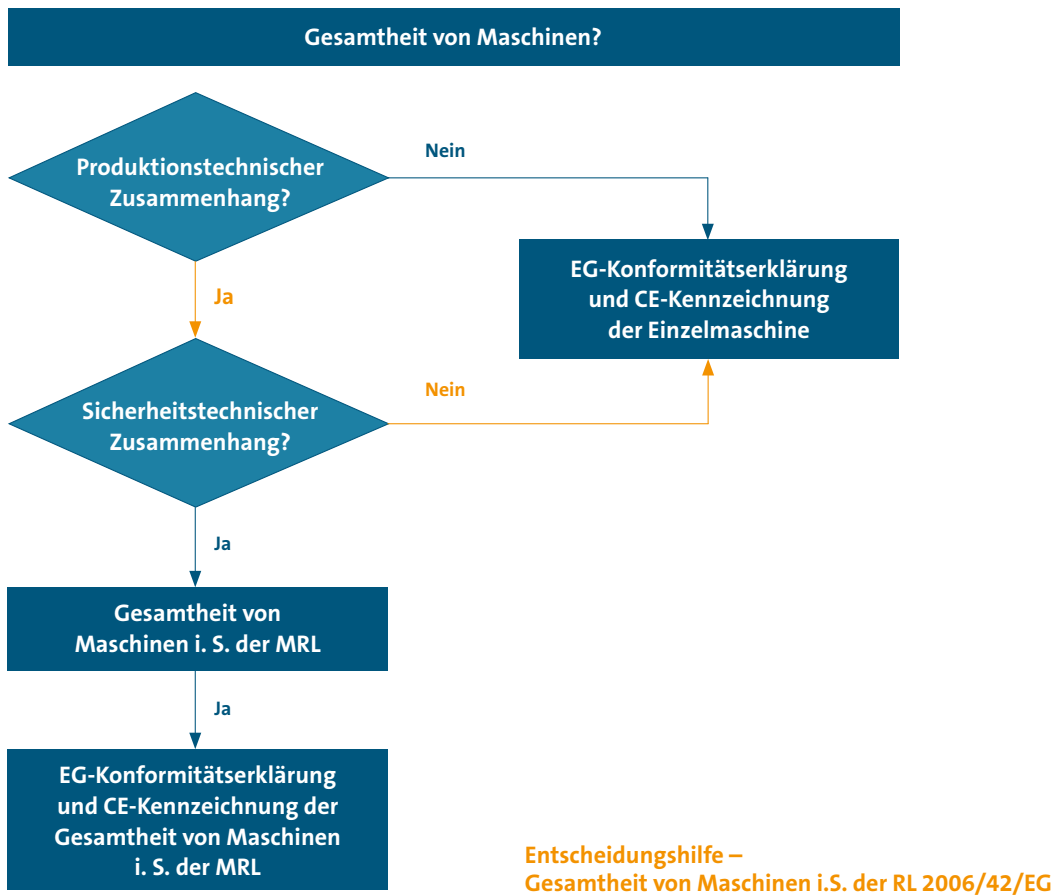 Gesamtheit von Maschinen?
Produktionstechnischer
Zusammenhang?
Nein
EG-Konformitätserklärung
und CE-Kennzeichnung
der Einzelmaschine
Ja
Sicherheitstechnischer
Zusammenhang?
Nein
Ja
Gesamtheit von
Maschinen i. S. der MRL
Ja
EG-Konformitätserklärung
und CE-Kennzeichnung der
Gesamtheit von Maschinen
i. S. der MRL
Entscheidungshilfe –
Gesamtheit von Maschinen i.S. der RL 2006/42/EG